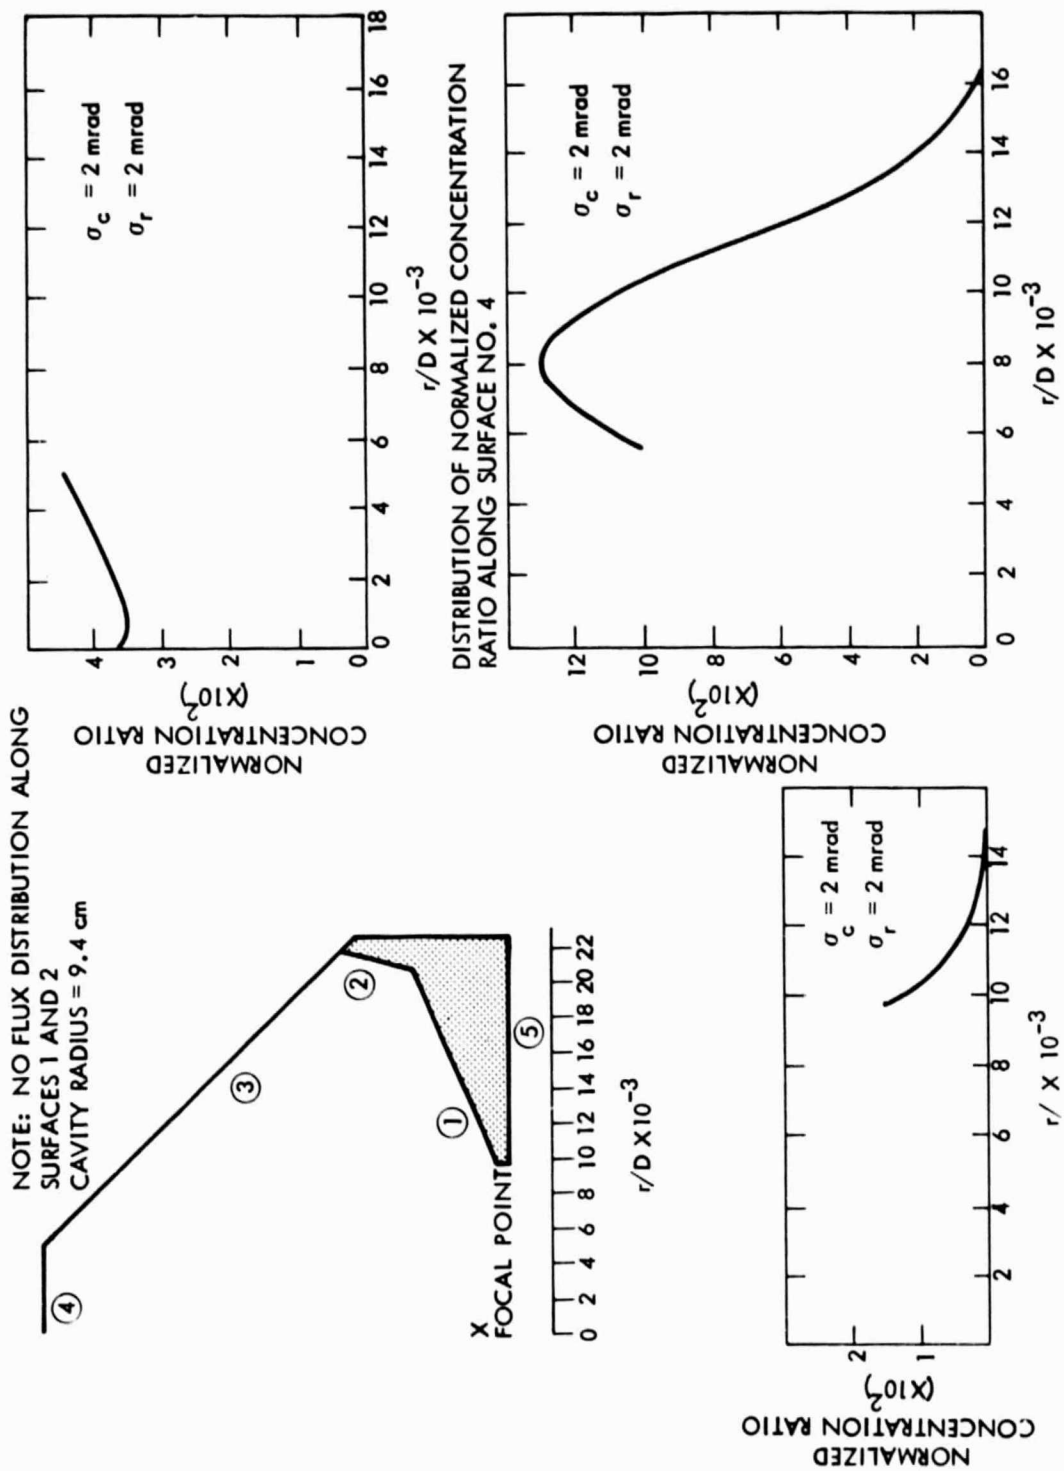 NOTE: NO FLUX DISTRIBUTION ALONG
SURFACES 1 AND 2
CAVITY RADIUS = 9.4 cm
4
3
2
1
5
X
FOCAL POINT
0 2 4 6 8 10 12 14 16 18 20 22
r/D X10⁻³
NORMALIZED
CONCENTRATION RATIO
(X10²)
4
3
2
1
0
σc = 2 mrad
σr = 2 mrad
0 2 4 6 8 10 12 14 16 18
r/D X 10⁻³
DISTRIBUTION OF NORMALIZED CONCENTRATION
RATIO ALONG SURFACE NO. 4
NORMALIZED
CONCENTRATION RATIO
(X10²)
2
1
σc = 2 mrad
σr = 2 mrad
2 4 6 8 10 12 14
r/ X 10⁻³
NORMALIZED
CONCENTRATION RATIO
(X10²)
12
10
8
6
4
2
0
σc = 2 mrad
σr = 2 mrad
0 2 4 6 8 10 12 14 16
r/D X 10⁻³